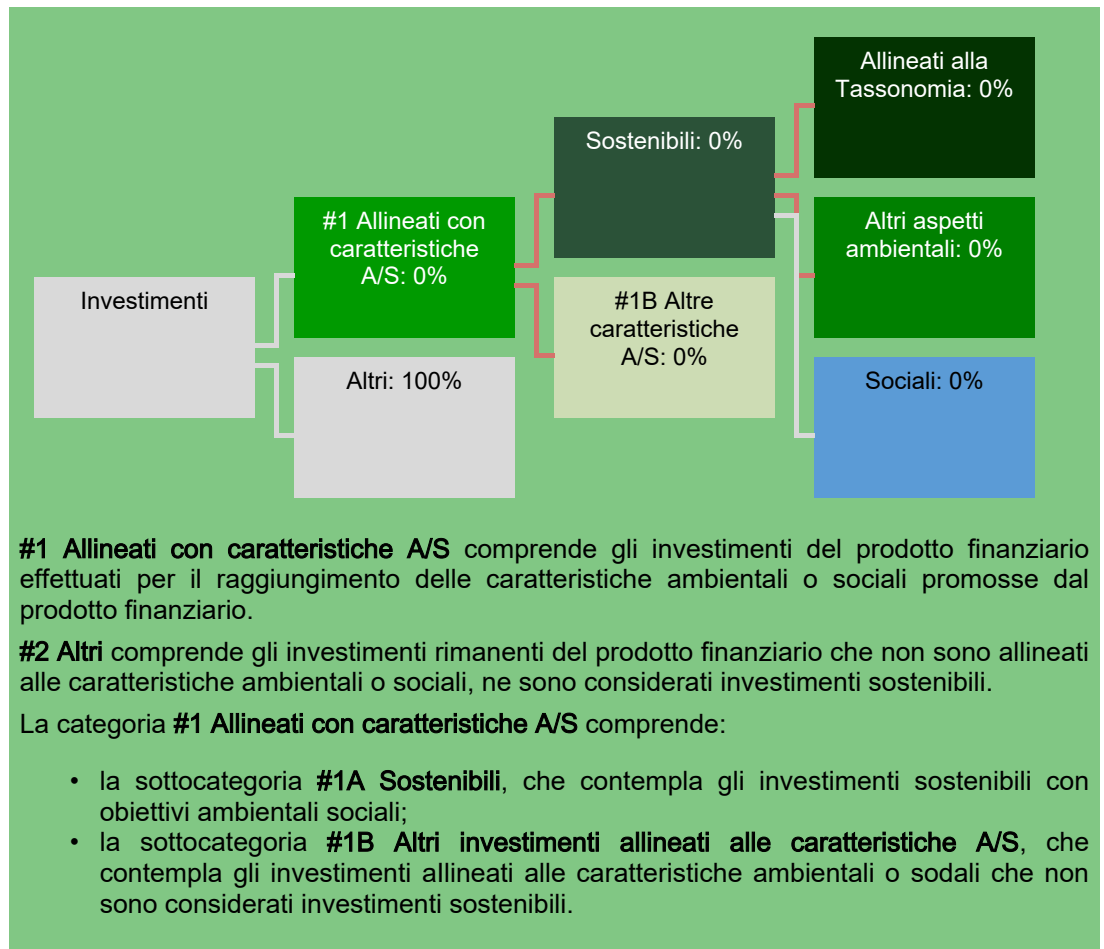 Allineati alla
Tassonomia: 0%
Sostenibili: 0%
#1 Allineati con
caratteristiche
A/S: 0%
Altri aspetti
ambientali: 0%
Investimenti
#1B Altre
caratteristiche
A/S: 0%
Altri: 100%
Sociali: 0%
#1 Allineati con caratteristiche A/S comprende gli investimenti del prodotto finanziario
effettuati per il raggiungimento delle caratteristiche ambientali o sociali promosse dal
prodotto finanziario.
#2 Altri comprende gli investimenti rimanenti del prodotto finanziario che non sono allineati
alle caratteristiche ambientali o sociali, ne sono considerati investimenti sostenibili.
La categoria #1 Allineati con caratteristiche A/S comprende:
• la sottocategoria #1A Sostenibili, che contempla gli investimenti sostenibili con
obiettivi ambientali sociali;
• la sottocategoria #1B Altri investimenti allineati alle caratteristiche A/S, che
contempla gli investimenti allineati alle caratteristiche ambientali o sodali che non
sono considerati investimenti sostenibili.